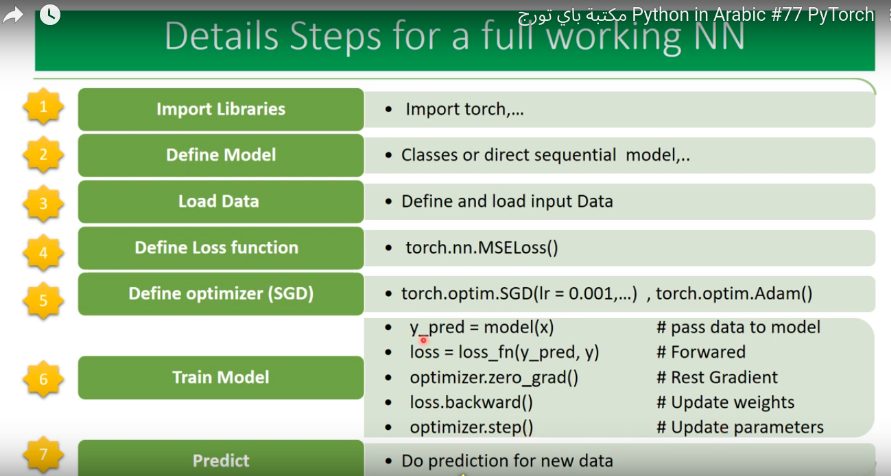 مكتبة باي تورج Python in Arabic #77 PyTorch
Details Steps for a full working NN
1 Import Libraries • Import torch,...
2 Define Model • Classes or direct sequential model,..
3 Load Data • Define and load input Data
4 Define Loss function • torch.nn.MSELoss()
5 Define optimizer (SGD) • torch.optim.SGD(lr = 0.001,...) , torch.optim.Adam()
6 Train Model
• y_pred = model(x) # pass data to model
• loss = loss_fn(y_pred, y) # Forwared
• optimizer.zero_grad() # Rest Gradient
• loss.backward() # Update weights
• optimizer.step() # Update parameters
7 Predict • Do prediction for new data